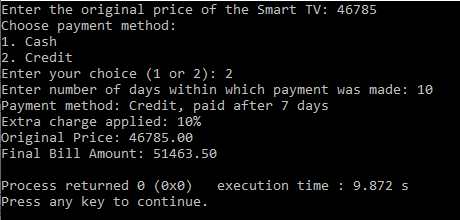 Enter the original price of the Smart TV: 46785
Choose payment method:
1. Cash
2. Credit
Enter your choice (1 or 2): 2
Enter number of days within which payment was made: 10
Payment method: Credit, paid after 7 days
Extra charge applied: 10%
Original Price: 46785.00
Final Bill Amount: 51463.50
Process returned 0 (0x0)   execution time : 9.872 s
Press any key to continue.